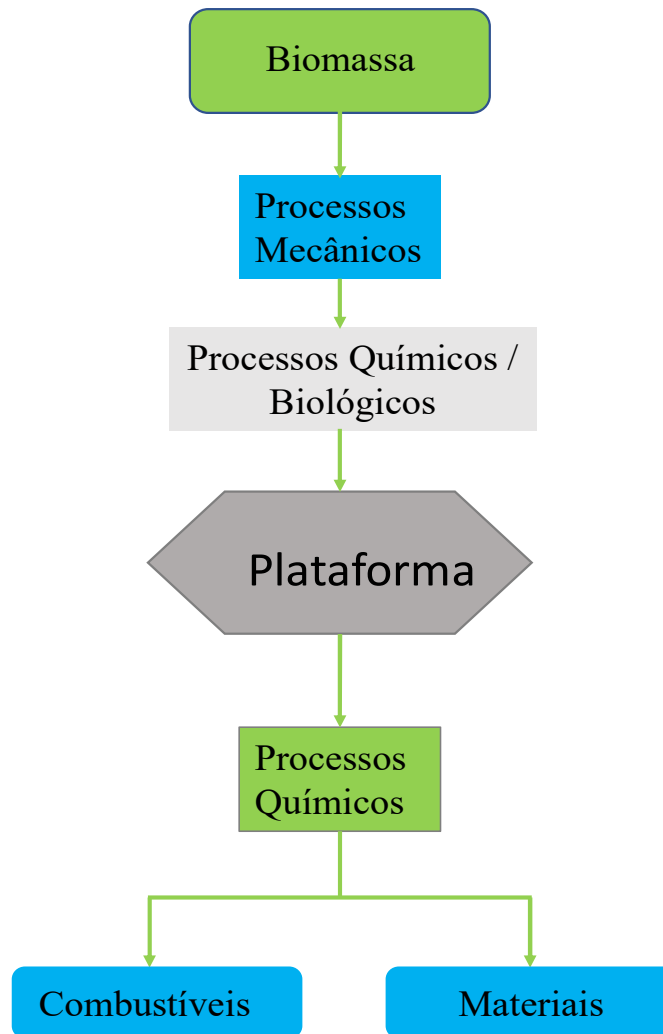 Biomassa
Processos
Mecânicos
Processos Químicos /
Biológicos
Plataforma
Processos
Químicos
Combustíveis
Materiais